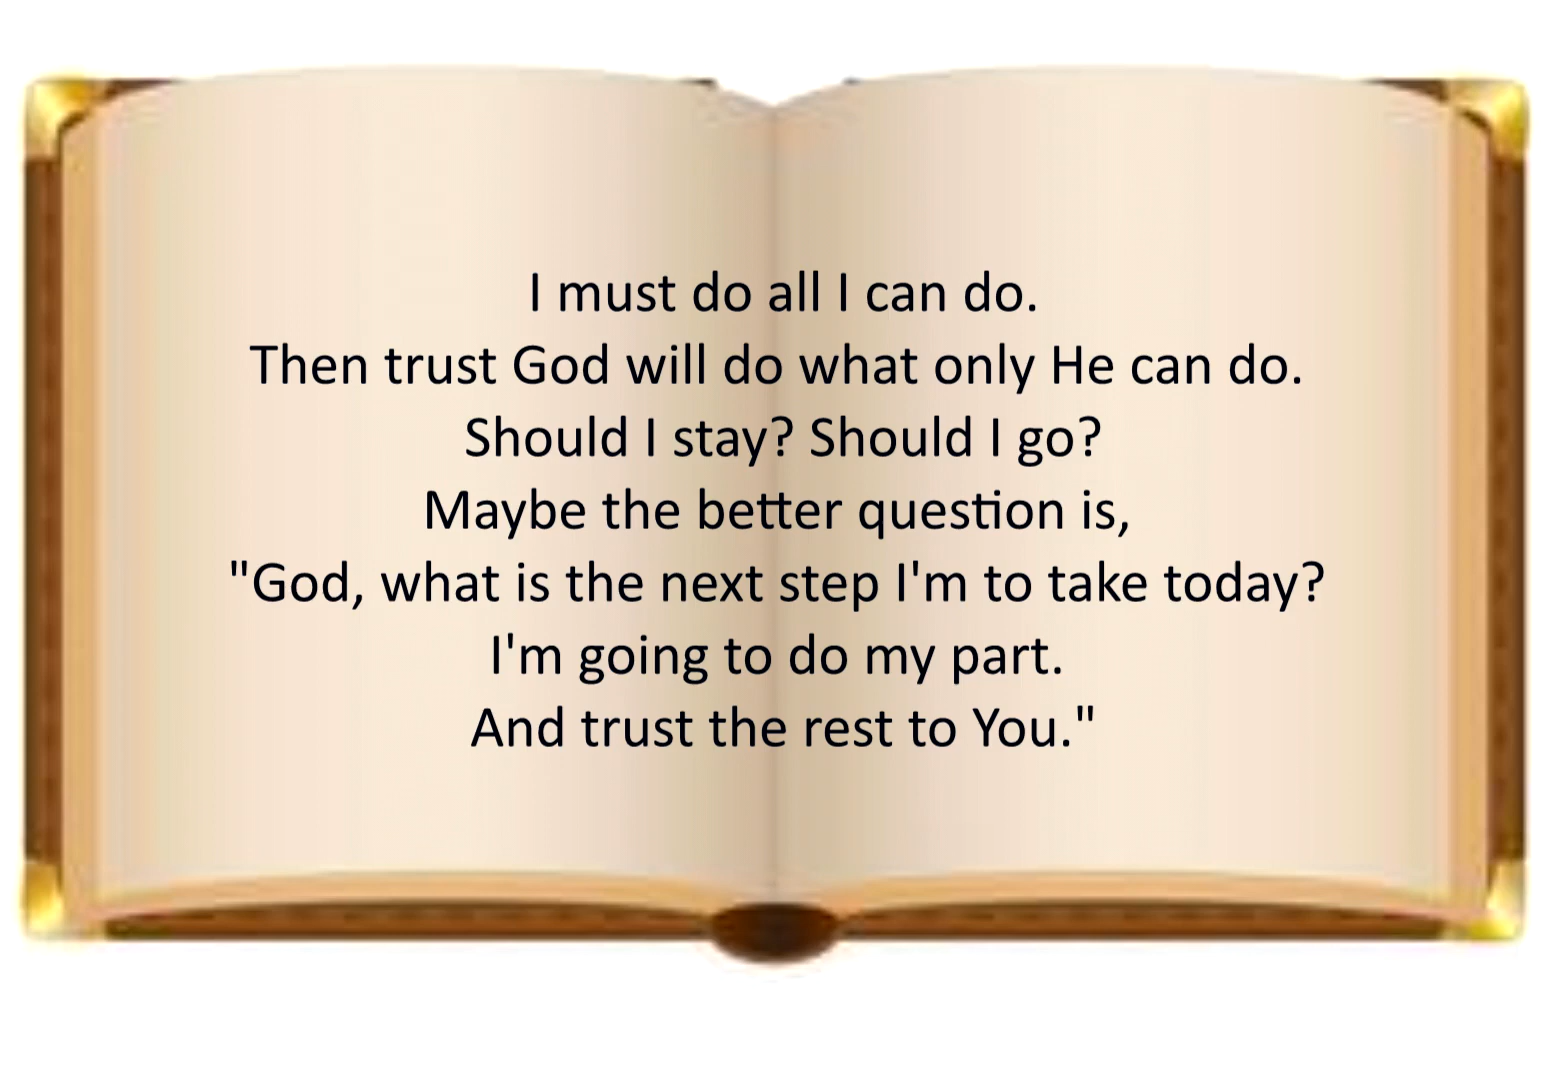 I must do all I can do.
Then trust God will do what only He can do.
Should I stay? Should I go?
Maybe the better question is,
"God, what is the next step I'm to take today?
I'm going to do my part.
And trust the rest to You."